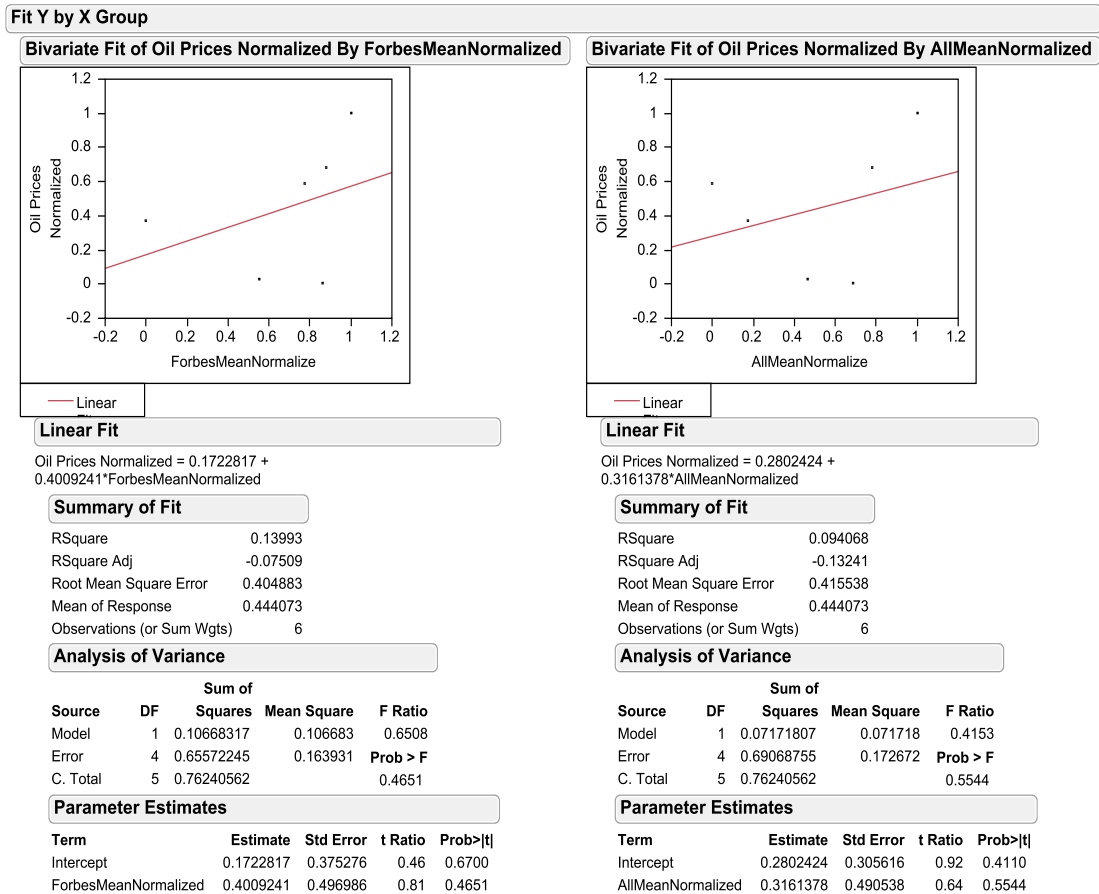 Fit Y by X Group
Bivariate Fit of Oil Prices Normalized By ForbesMeanNormalized
1.2
1
0.8
0.6
0.4
0.2
0
-0.2
Oil Prices
Normalized
-0.2 0 0.2 0.4 0.6 0.8 1 1.2
ForbesMeanNormalize
Linear
Linear Fit
Oil Prices Normalized = 0.1722817 +
0.4009241*ForbesMeanNormalized
Summary of Fit
RSquare 0.13993
RSquare Adj -0.07509
Root Mean Square Error 0.404883
Mean of Response 0.444073
Observations (or Sum Wgts) 6
Analysis of Variance
Sum of
Source DF Squares Mean Square F Ratio
Model 1 0.10668317 0.106683 0.6508
Error 4 0.65572245 0.163931 Prob > F
C. Total 5 0.76240562 0.4651
Parameter Estimates
Term Estimate Std Error t Ratio Prob>|t|
Intercept 0.1722817 0.375276 0.46 0.6700
ForbesMeanNormalized 0.4009241 0.496986 0.81 0.4651
Bivariate Fit of Oil Prices Normalized By AllMeanNormalized
1.2
1
0.8
0.6
0.4
0.2
0
-0.2
Oil Prices
Normalized
-0.2 0 0.2 0.4 0.6 0.8 1 1.2
AllMeanNormalize
Linear
Linear Fit
Oil Prices Normalized = 0.2802424 +
0.3161378*AllMeanNormalized
Summary of Fit
RSquare 0.094068
RSquare Adj -0.13241
Root Mean Square Error 0.415538
Mean of Response 0.444073
Observations (or Sum Wgts) 6
Analysis of Variance
Sum of
Source DF Squares Mean Square F Ratio
Model 1 0.07171807 0.071718 0.4153
Error 4 0.69068755 0.172672 Prob > F
C. Total 5 0.76240562 0.5544
Parameter Estimates
Term Estimate Std Error t Ratio Prob>|t|
Intercept 0.2802424 0.305616 0.92 0.4110
AllMeanNormalized 0.3161378 0.490538 0.64 0.5544